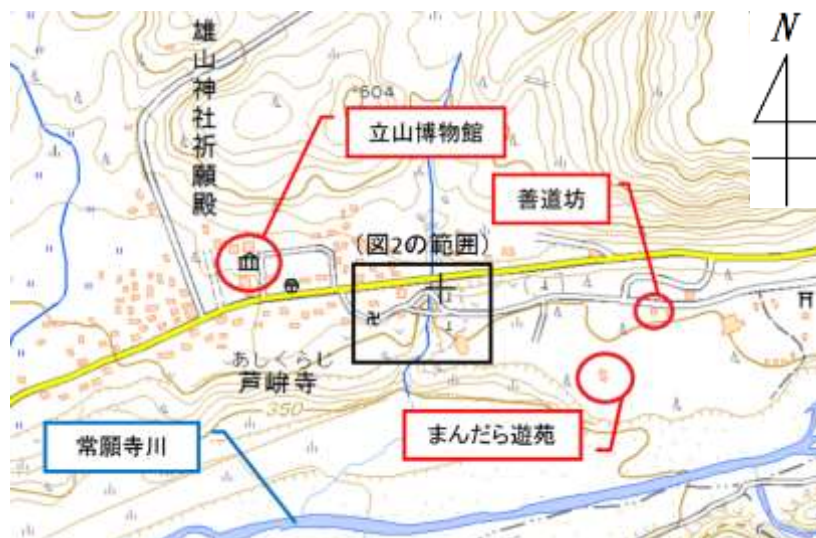 雄山神社祈願殿
N
604
立山博物館
善道坊
(図2の範囲)
あしくらじ
芦峅寺
350
まんだら遊苑
常願寺川